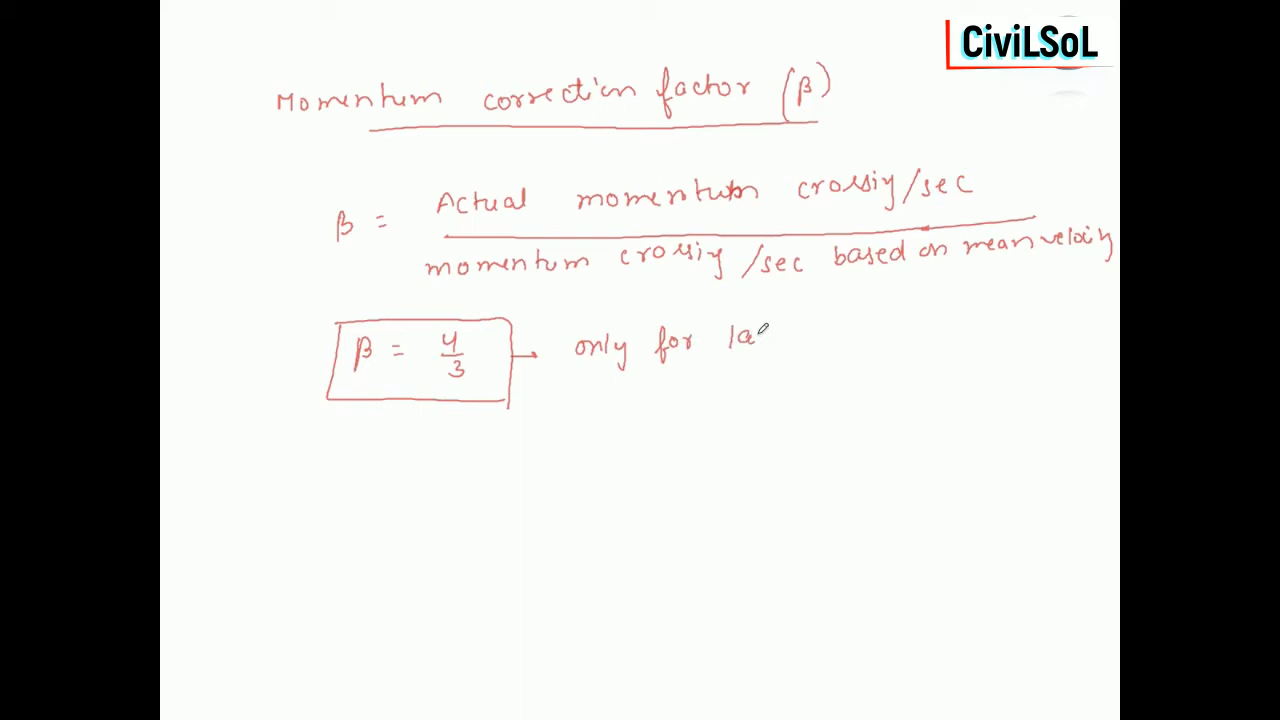 CiviLSoL
Momentum correction factor (β)
β = Actual momentum crossing/sec
momentum crossing/sec based on mean velocity
β = 4/3 → only for la